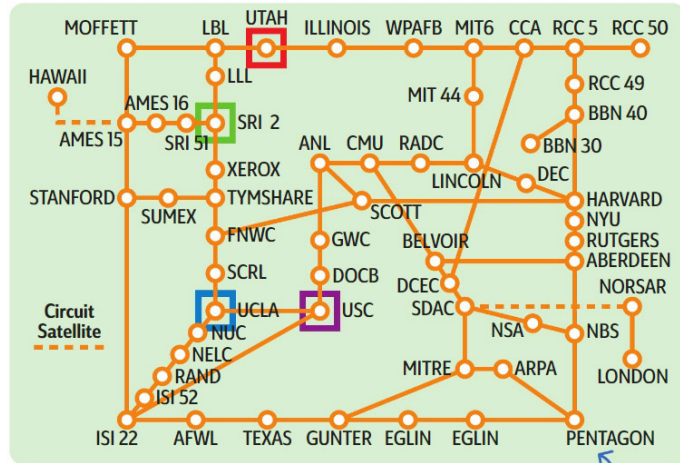 UTAH
MOFFETT
LBL
ILLINOIS
WPAFB
MIT6
CCA
RCC 5
RCC 50
HAWAII
LLL
RCC 49
AMES 16
MIT 44
BBN 40
SRI 2
AMES 15
SRI 51
ANL
CMU
RADC
BBN 30
XEROX
LINCOLN
DEC
STANFORD
TYMSHARE
HARVARD
SUMEX
SCOTT
NYU
FNWC
GWC
BELVOIR
RUTGERS
ABERDEEN
SCRL
DOCB
DCEC
NORSAR
Circuit
Satellite
UCLA
USC
SDAC
NUC
NSA
NBS
NELC
MITRE
ARPA
LONDON
RAND
ISI 52
ISI 22
AFWL
TEXAS
GUNTER
EGLIN
EGLIN
PENTAGON